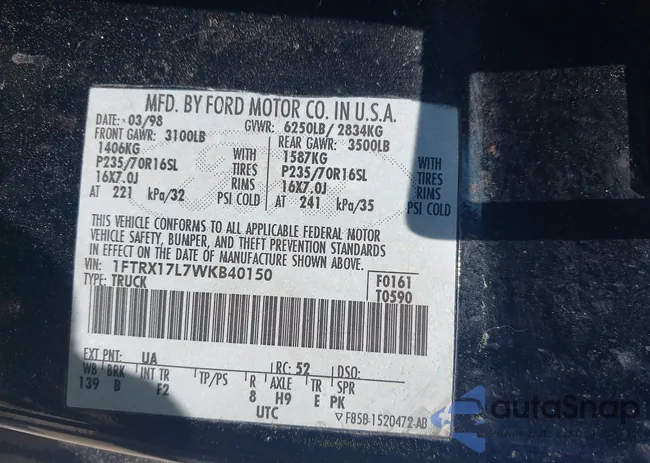 MFD. BY FORD MOTOR CO. IN U.S.A.
DATE: 03/98 GVWR: 6250LB/ 2834KG
FRONT GAWR: 3100LB REAR GAWR: 3500LB
1406KG WITH 1587KG WITH
P235/70R16SL TIRES P235/70R16SL TIRES
16X7.0J RIMS 16X7.0J RIMS
AT 221 kPa/32 PSI COLD AT 241 kPa/35 PSI COLD
THIS VEHICLE CONFORMS TO ALL APPLICABLE FEDERAL MOTOR
VEHICLE SAFETY, BUMPER, AND THEFT PREVENTION STANDARDS
IN EFFECT ON THE DATE OF MANUFACTURE SHOWN ABOVE.
VIN: 1FTRX17L7WKB40150 F0161
TYPE: TRUCK T0590
EXT PNT: UA RC: 52 DSO:
WB BRK INT TR TP/PS R AXLE TR SPR
139 B F2 8 H9 E PK
UTC ▽ F85B-1520472-AB
autoSnap